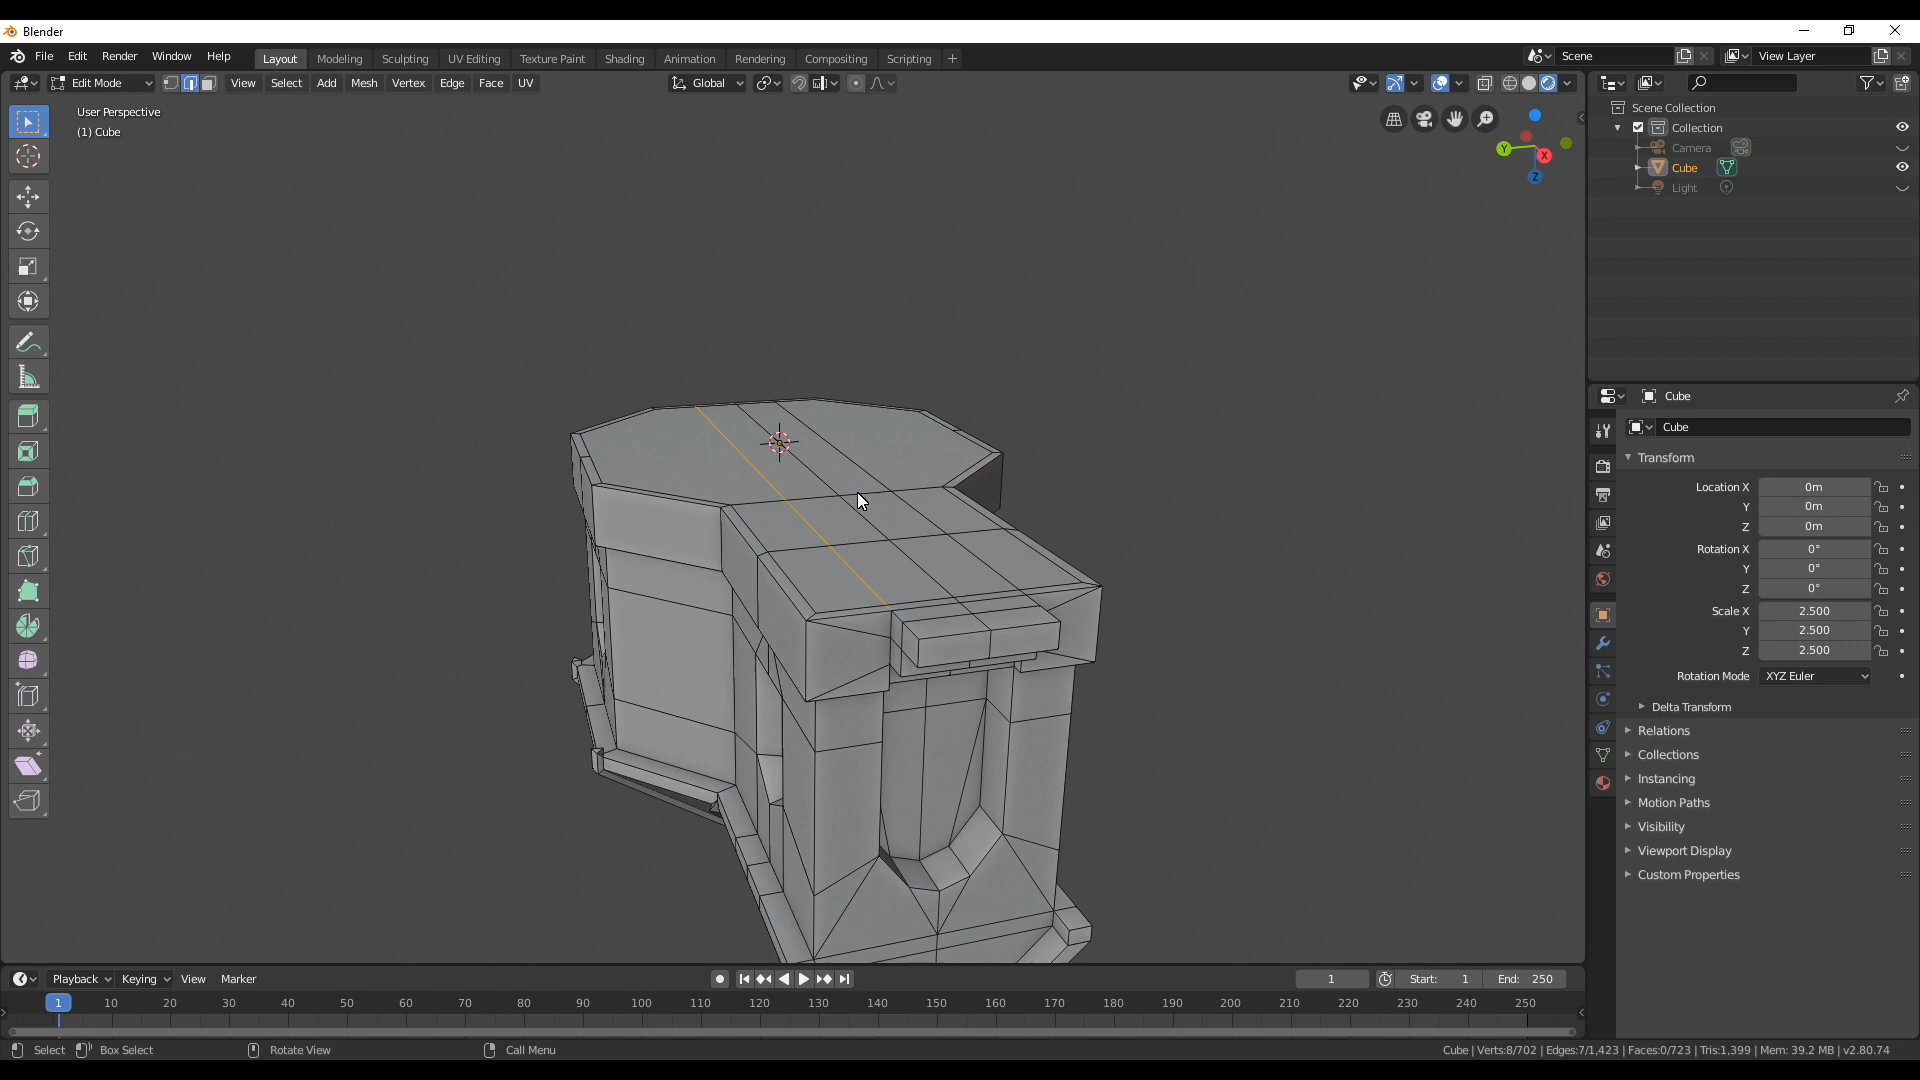 Blender
File Edit Render Window Help Layout Modeling Sculpting UV Editing Texture Paint Shading Animation Rendering Compositing Scripting + Scene View Layer
Edit Mode View Select Add Mesh Vertex Edge Face UV Global
User Perspective
(1) Cube
Y
X
Z
Scene Collection
Collection
Camera
Cube
Light
Cube
Cube
Transform
Location X 0m
Y 0m
Z 0m
Rotation X 0°
Y 0°
Z 0°
Scale X 2.500
Y 2.500
Z 2.500
Rotation Mode XYZ Euler
Delta Transform
Relations
Collections
Instancing
Motion Paths
Visibility
Viewport Display
Custom Properties
Playback Keying View Marker 1 Start: 1 End: 250
1 10 20 30 40 50 60 70 80 90 100 110 120 130 140 150 160 170 180 190 200 210 220 230 240 250
Select Box Select Rotate View Call Menu Cube | Verts:8/702 | Edges:7/1,423 | Faces:0/723 | Tris:1,399 | Mem: 39.2 MB | v2.80.74